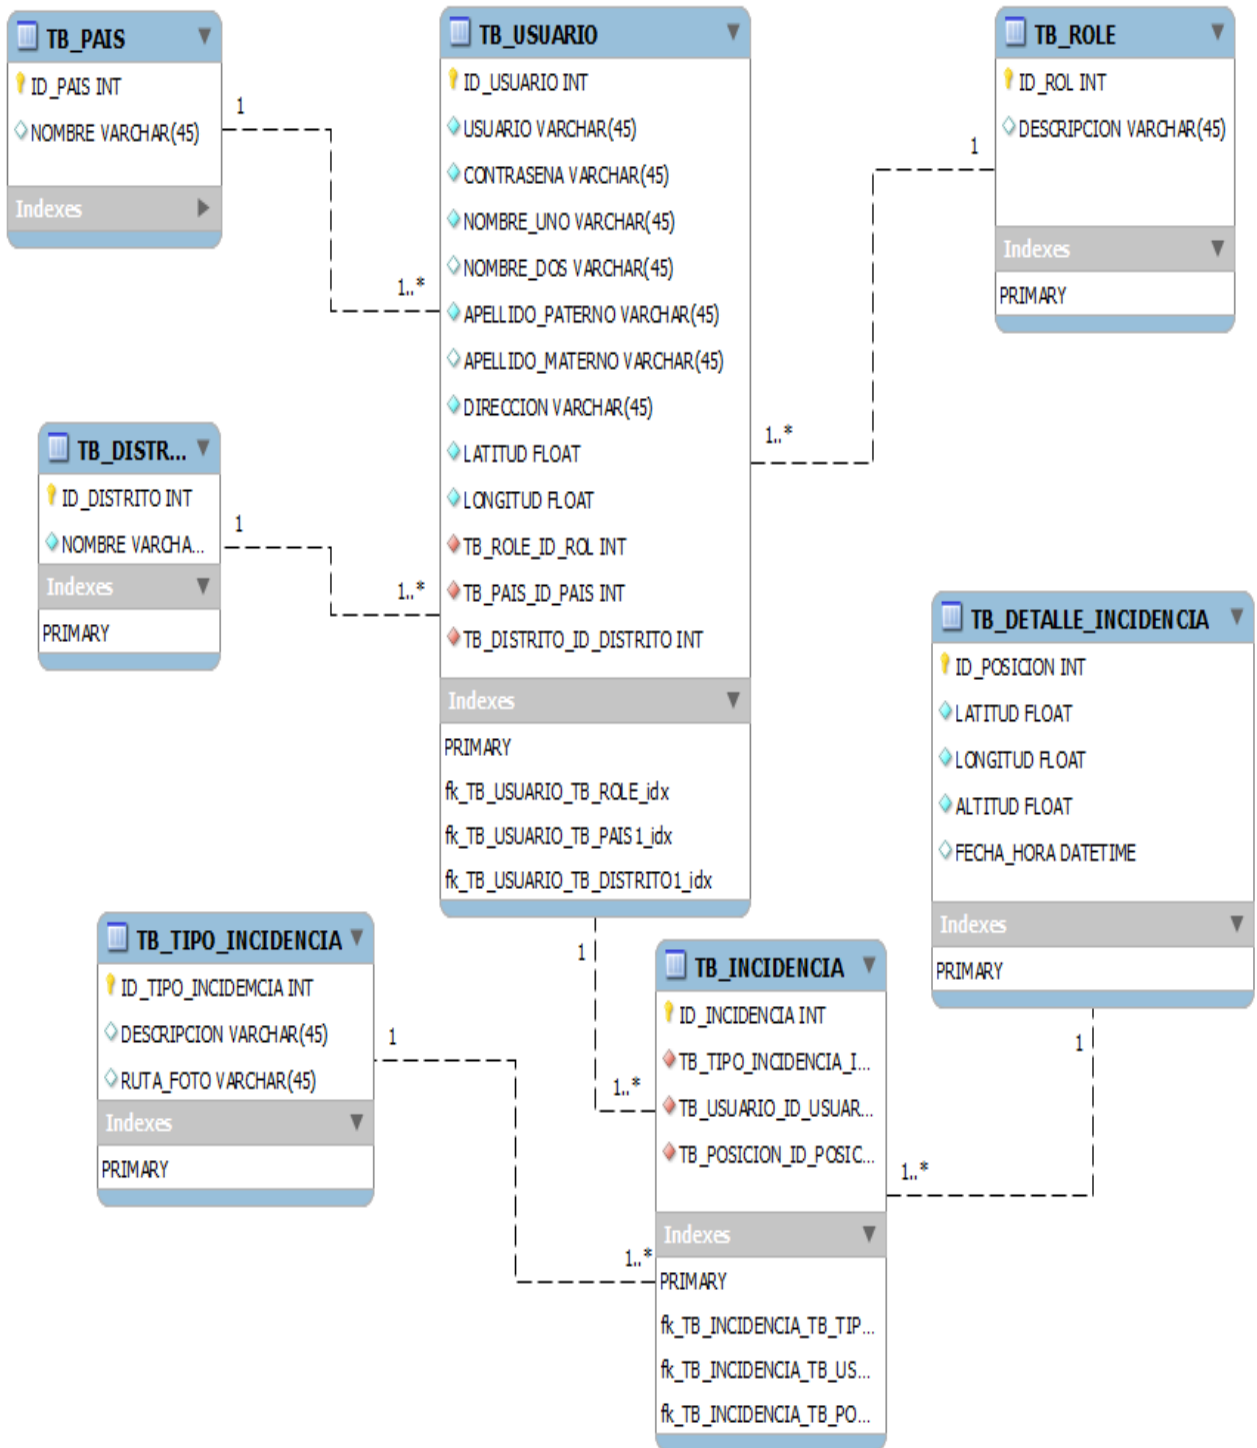 TB_PAIS
ID_PAIS INT
NOMBRE VARCHAR(45)
Indexes
1
1..*
TB_USUARIO
ID_USUARIO INT
USUARIO VARCHAR(45)
CONTRASENA VARCHAR(45)
NOMBRE_UNO VARCHAR(45)
NOMBRE_DOS VARCHAR(45)
APELLIDO_PATERNO VARCHAR(45)
APELLIDO_MATERNO VARCHAR(45)
DIRECCION VARCHAR(45)
LATITUD FLOAT
LONGITUD FLOAT
TB_ROLE_ID_ROL INT
TB_PAIS_ID_PAIS INT
TB_DISTRITO_ID_DISTRITO INT
Indexes
PRIMARY
fk_TB_USUARIO_TB_ROLE_idx
fk_TB_USUARIO_TB_PAIS1_idx
fk_TB_USUARIO_TB_DISTRITO1_idx
TB_ROLE
ID_ROL INT
DESCRIPCION VARCHAR(45)
Indexes
PRIMARY
1
1..*
TB_DISTR...
ID_DISTRITO INT
NOMBRE VARCHA...
Indexes
PRIMARY
1
1..*
TB_DETALLE_INCIDENCIA
ID_POSICION INT
LATITUD FLOAT
LONGITUD FLOAT
ALTITUD FLOAT
FECHA_HORA DATETIME
Indexes
PRIMARY
TB_TIPO_INCIDENCIA
ID_TIPO_INCIDEMCIA INT
DESCRIPCION VARCHAR(45)
RUTA_FOTO VARCHAR(45)
Indexes
PRIMARY
1
1..*
1
1..*
TB_INCIDENCIA
ID_INCIDENCIA INT
TB_TIPO_INCIDENCIA_I...
TB_USUARIO_ID_USUAR...
TB_POSICION_ID_POSIC...
Indexes
PRIMARY
fk_TB_INCIDENCIA_TB_TIP...
fk_TB_INCIDENCIA_TB_US...
fk_TB_INCIDENCIA_TB_PO...
1
1..*